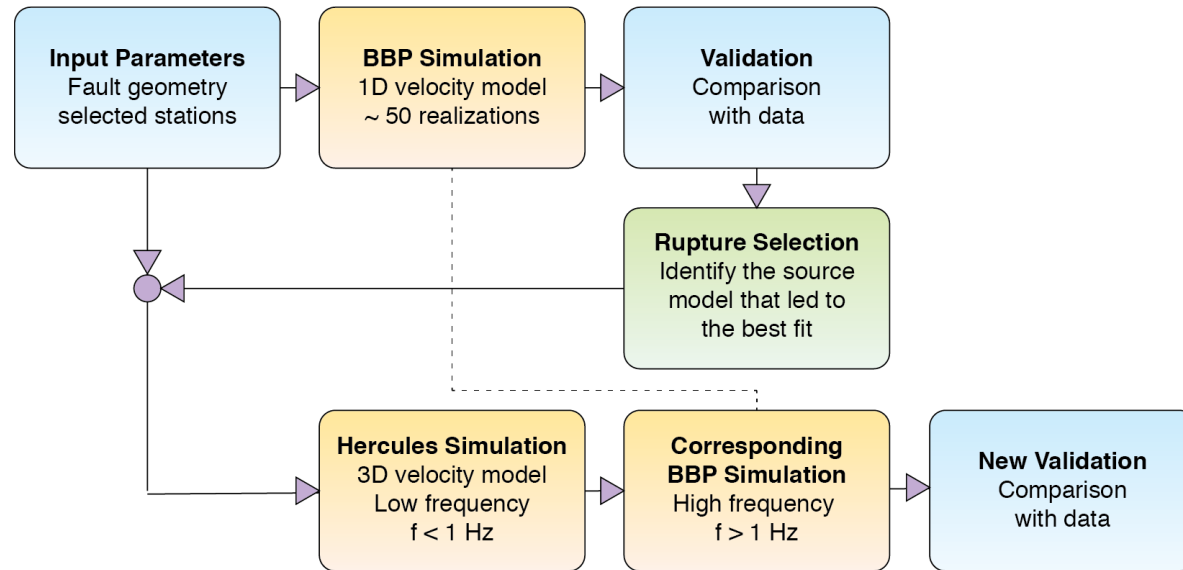 Input Parameters
Fault geometry
selected stations
BBP Simulation
1D velocity model
~ 50 realizations
Validation
Comparison
with data
Rupture Selection
Identify the source
model that led to
the best fit
Hercules Simulation
3D velocity model
Low frequency
f < 1 Hz
Corresponding
BBP Simulation
High frequency
f > 1 Hz
New Validation
Comparison
with data